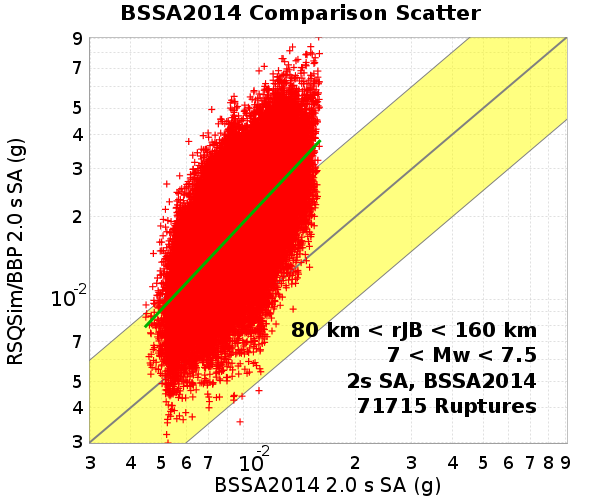 BSSA2014 Comparison Scatter
RSQSim/BBP 2.0 s SA (g)
9
7
5
4
3
2
10-2
7
5
4
3
80 km < rJB < 160 km
7 < Mw < 7.5
2s SA, BSSA2014
71715 Ruptures
3 4 5 6 7 10-2 2 3 4 5 6 7 8 9
BSSA2014 2.0 s SA (g)